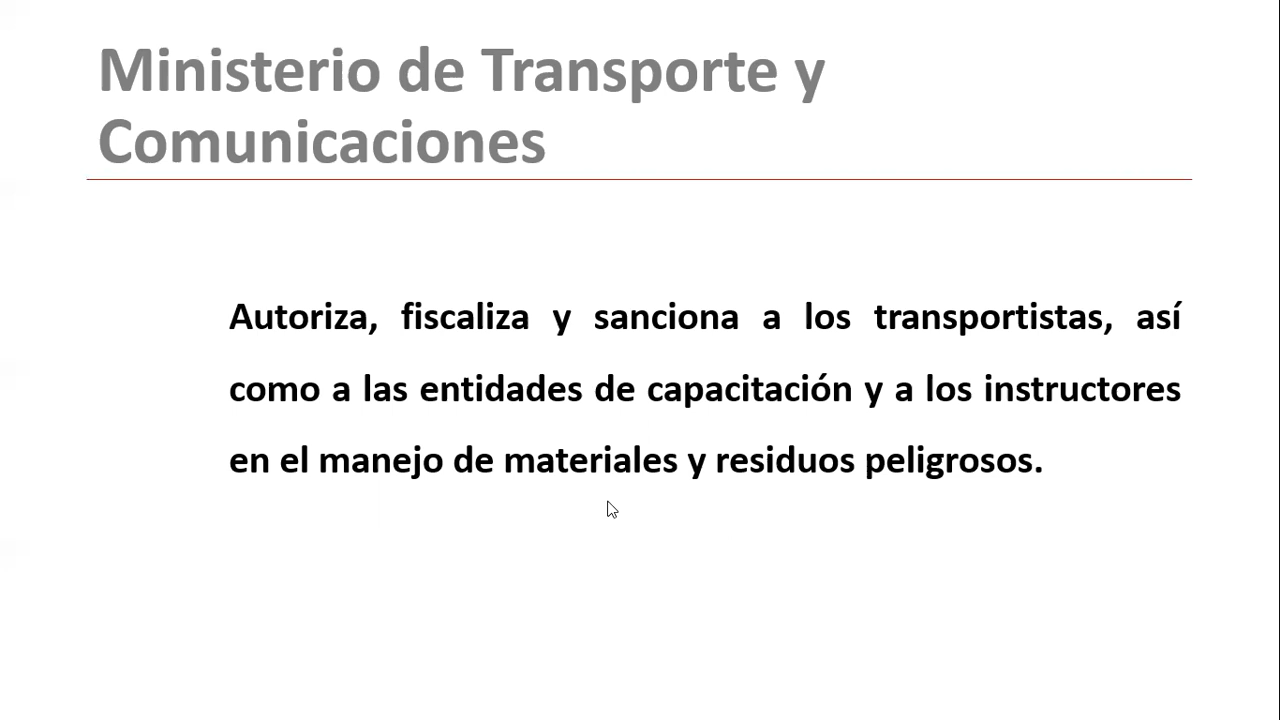 Ministerio de Transporte y
Comunicaciones
Autoriza, fiscaliza y sanciona a los transportistas, así
como a las entidades de capacitación y a los instructores
en el manejo de materiales y residuos peligrosos.